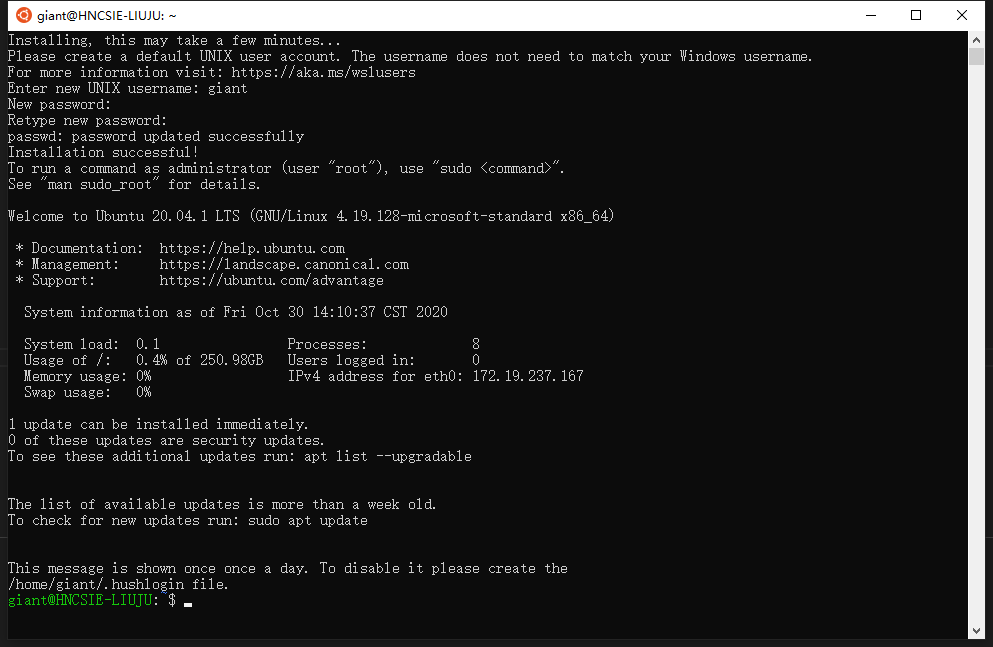 giant@HNCSIE-LIUJU: ~
Installing, this may take a few minutes...
Please create a default UNIX user account. The username does not need to match your Windows username.
For more information visit: https://aka.ms/wslusers
Enter new UNIX username: giant
New password:
Retype new password:
passwd: password updated successfully
Installation successful!
To run a command as administrator (user "root"), use "sudo <command>".
See "man sudo_root" for details.
Welcome to Ubuntu 20.04.1 LTS (GNU/Linux 4.19.128-microsoft-standard x86_64)
* Documentation:  https://help.ubuntu.com
* Management:     https://landscape.canonical.com
* Support:        https://ubuntu.com/advantage
System information as of Fri Oct 30 14:10:37 CST 2020
System load:  0.1                Processes:             8
Usage of /:   0.4% of 250.98GB   Users logged in:       0
Memory usage: 0%                 IPv4 address for eth0: 172.19.237.167
Swap usage:   0%
1 update can be installed immediately.
0 of these updates are security updates.
To see these additional updates run: apt list --upgradable
The list of available updates is more than a week old.
To check for new updates run: sudo apt update
This message is shown once once a day. To disable it please create the
/home/giant/.hushlogin file.
giant@HNCSIE-LIUJU:~$